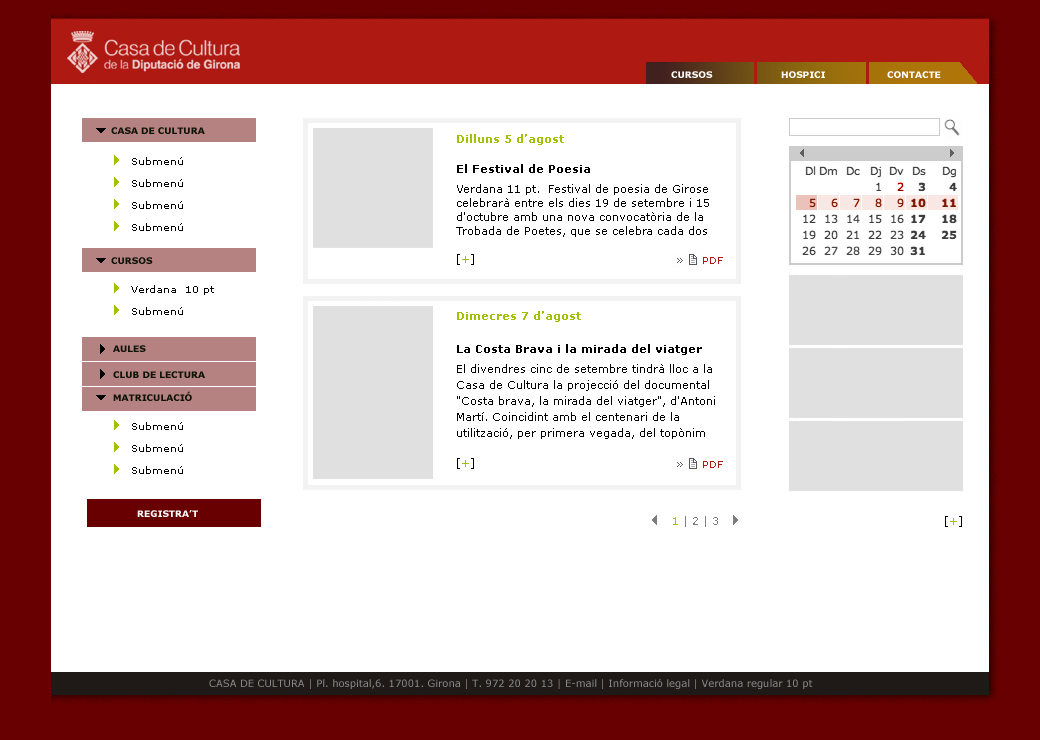 Casa de Cultura
de la Diputació de Girona
CURSOS
HOSPICI
CONTACTE
CASA DE CULTURA
Submenú
Submenú
Submenú
Submenú
CURSOS
Verdana 10 pt
Submenú
AULES
CLUB DE LECTURA
MATRICULACIÓ
Submenú
Submenú
Submenú
REGISTRA'T
Dilluns 5 d'agost
El Festival de Poesia
Verdana 11 pt. Festival de poesia de Girose
celebrarà entre els dies 19 de setembre i 15
d'octubre amb una nova convocatòria de la
Trobada de Poetes, que se celebra cada dos
[+]
» PDF
Dimecres 7 d'agost
La Costa Brava i la mirada del viatger
El divendres cinc de setembre tindrà lloc a la
Casa de Cultura la projecció del documental
"Costa brava, la mirada del viatger", d'Antoni
Martí. Coincidint amb el centenari de la
utilització, per primera vegada, del topònim
[+]
» PDF
1 | 2 | 3
Dl Dm Dc Dj Dv Ds Dg
1 2 3 4
5 6 7 8 9 10 11
12 13 14 15 16 17 18
19 20 21 22 23 24 25
26 27 28 29 30 31
[+]
CASA DE CULTURA | Pl. hospital,6. 17001. Girona | T. 972 20 20 13 | E-mail | Informació legal | Verdana regular 10 pt